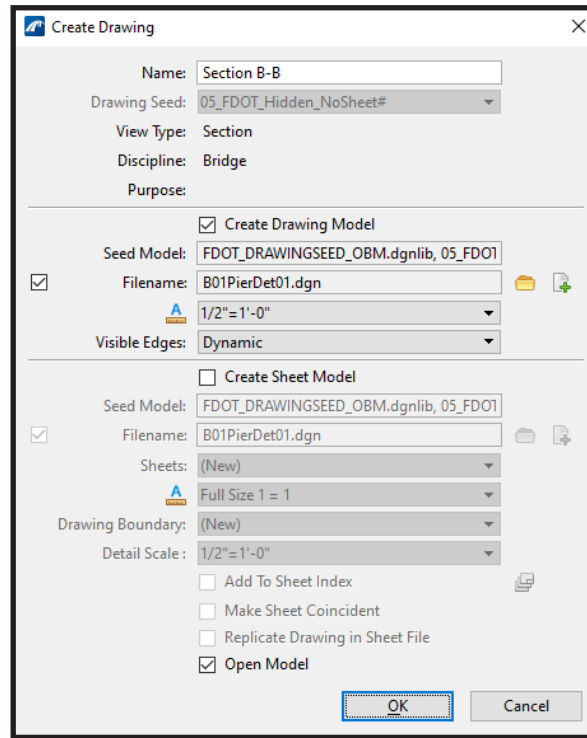 Create Drawing
Name: Section B-B
Drawing Seed: 05_FDOT_Hidden_NoSheet#
View Type: Section
Discipline: Bridge
Purpose:
Create Drawing Model
Seed Model: FDOT_DRAWINGSEED_OBM.dgnlib, 05_FDOT
Filename: B01PierDet01.dgn
A 1/2"=1'-0"
Visible Edges: Dynamic
Create Sheet Model
Seed Model: FDOT_DRAWINGSEED_OBM.dgnlib, 05_FDOT
Filename: B01PierDet01.dgn
Sheets: (New)
A Full Size 1 = 1
Drawing Boundary: (New)
Detail Scale : 1/2"=1'-0"
Add To Sheet Index
Make Sheet Coincident
Replicate Drawing in Sheet File
Open Model
OK Cancel